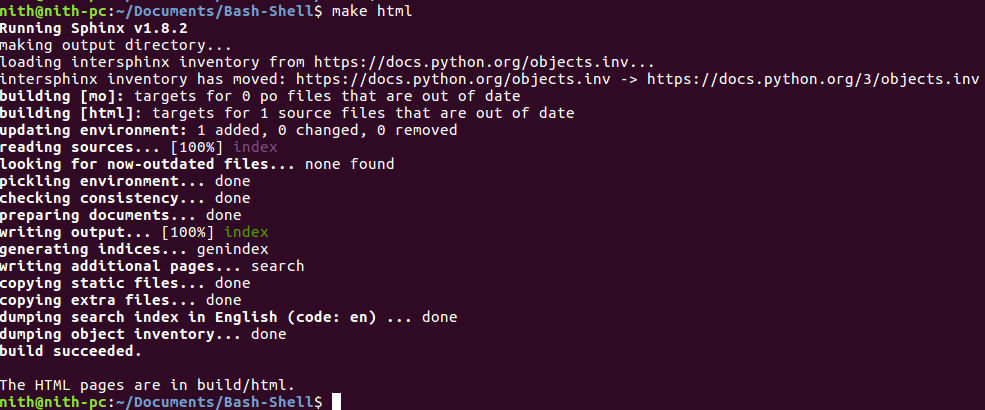 nith@nith-pc:~/Documents/Bash-Shell$ make html
Running Sphinx v1.8.2
making output directory...
loading intersphinx inventory from https://docs.python.org/objects.inv...
intersphinx inventory has moved: https://docs.python.org/objects.inv -> https://docs.python.org/3/objects.inv
building [mo]: targets for 0 po files that are out of date
building [html]: targets for 1 source files that are out of date
updating environment: 1 added, 0 changed, 0 removed
reading sources... [100%] index
looking for now-outdated files... none found
pickling environment... done
checking consistency... done
preparing documents... done
writing output... [100%] index
generating indices... genindex
writing additional pages... search
copying static files... done
copying extra files... done
dumping search index in English (code: en) ... done
dumping object inventory... done
build succeeded.

The HTML pages are in build/html.
nith@nith-pc:~/Documents/Bash-Shell$